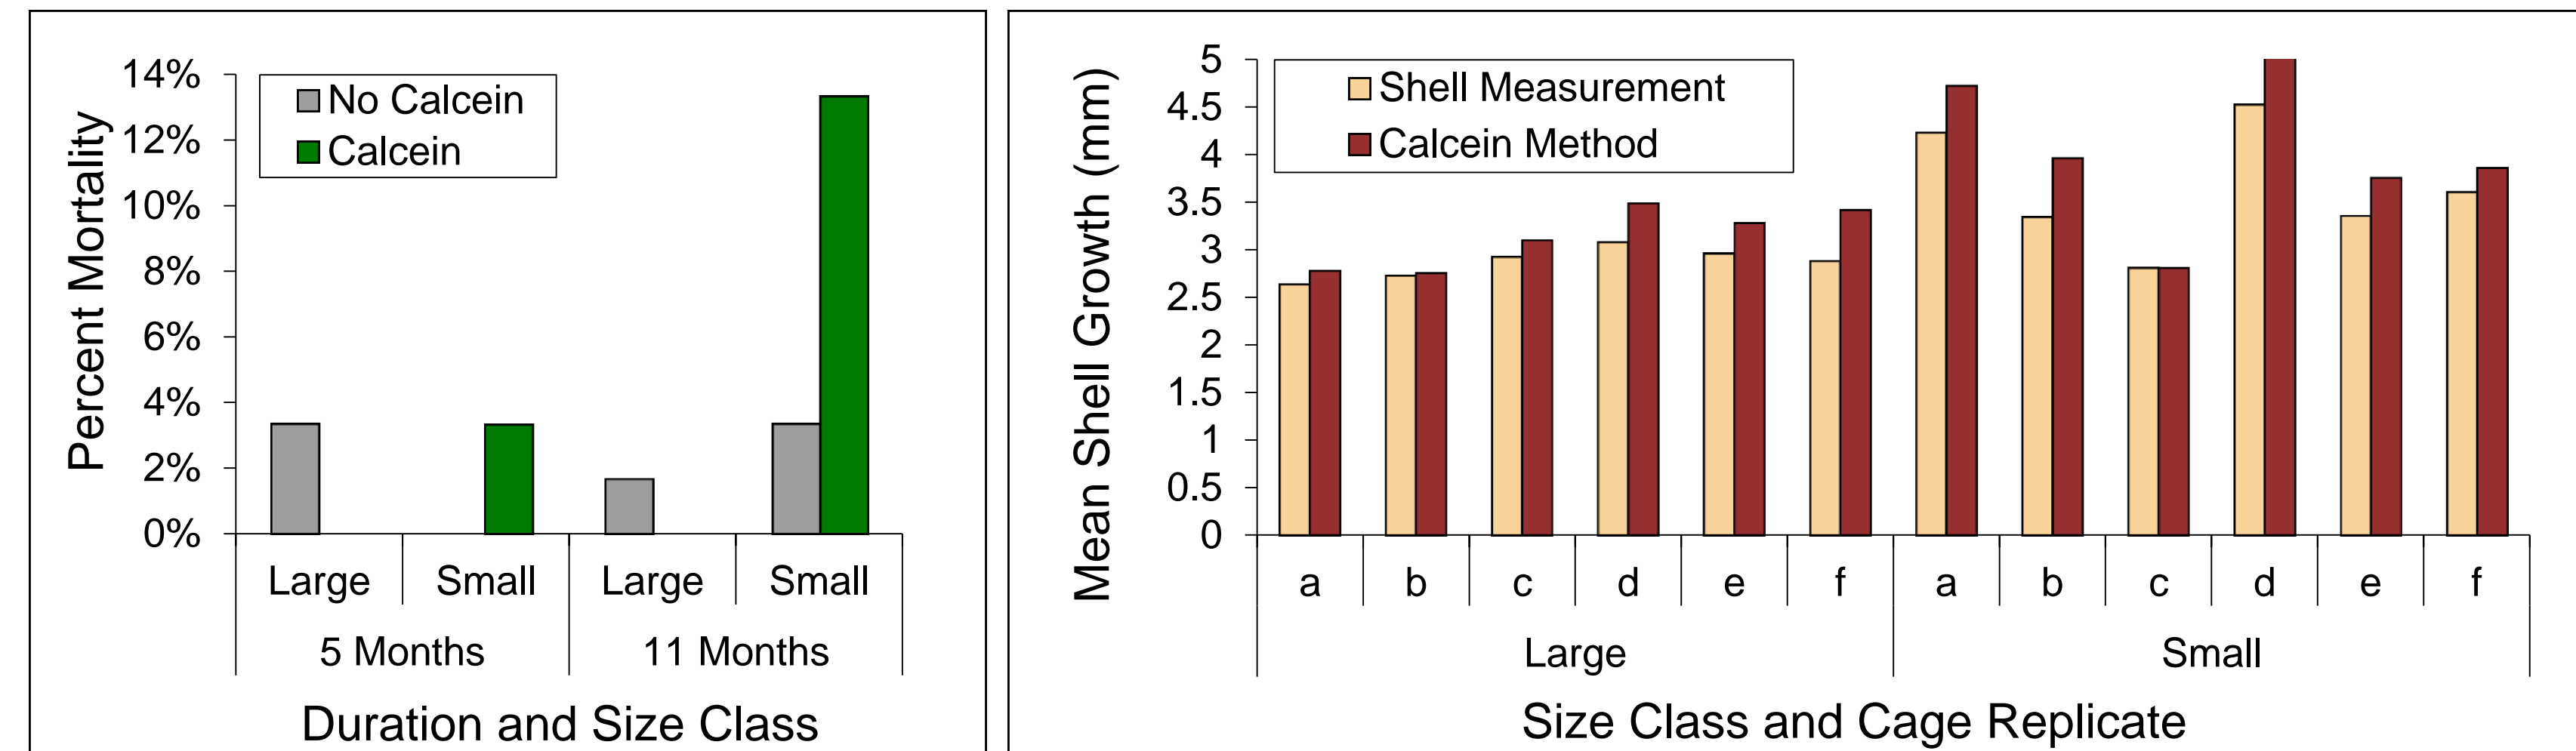 14%
12%
10%
8%
6%
4%
2%
0%
Percent Mortality
No Calcein
Calcein
Large Small Large Small
5 Months 11 Months
Duration and Size Class
5
4.5
4
3.5
3
2.5
2
1.5
1
0.5
0
Mean Shell Growth (mm)
Shell Measurement
Calcein Method
a b c d e f a b c d e f
Large Small
Size Class and Cage Replicate